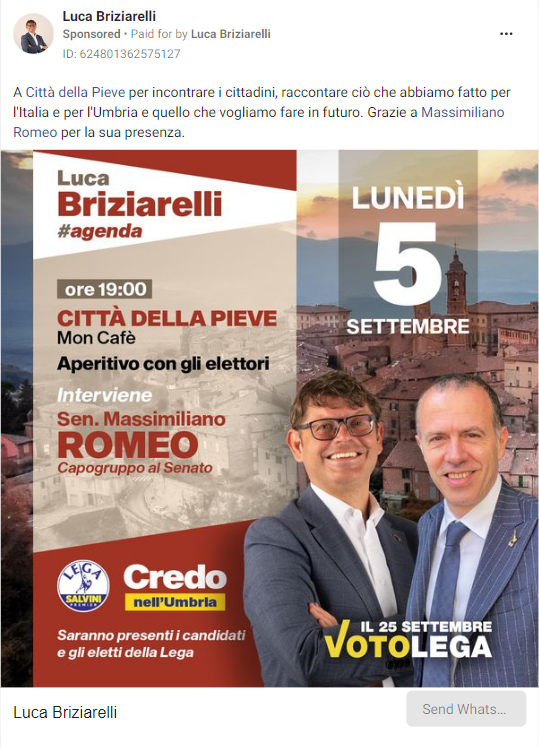 Luca Briziarelli
Sponsored • Paid for by Luca Briziarelli
ID: 624801362575127
A Città della Pieve per incontrare i cittadini, raccontare ciò che abbiamo fatto per
l'Italia e per l'Umbria e quello che vogliamo fare in futuro. Grazie a Massimiliano
Romeo per la sua presenza.
Luca
Briziarelli
#agenda
LUNEDÌ
5
SETTEMBRE
ore 19:00
CITTÀ DELLA PIEVE
Mon Cafè
Aperitivo con gli elettori
Interviene
Sen. Massimiliano
ROMEO
Capogruppo al Senato
LEGA
SALVINI
PREMIER
Credo
nell'Umbria
Saranno presenti i candidati
e gli eletti della Lega
IL 25 SETTEMBRE
VOTOLEGA
Luca Briziarelli
Send Whats...